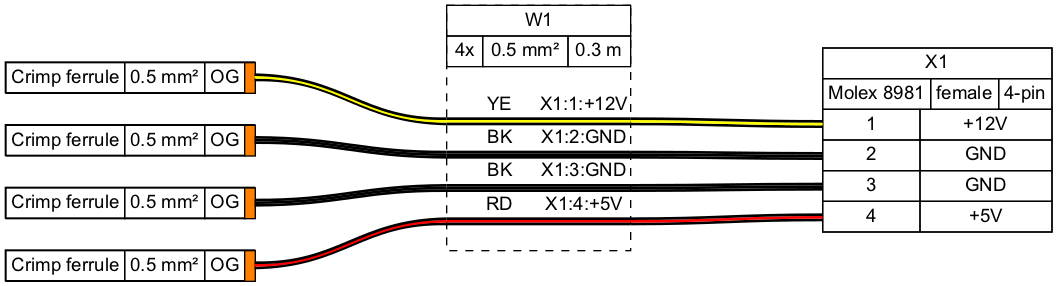 W1
4x 0.5 mm² 0.3 m
X1
Crimp ferrule 0.5 mm² OG
Molex 8981 female 4-pin
YE X1:1:+12V
1 +12V
Crimp ferrule 0.5 mm² OG
BK X1:2:GND
2 GND
BK X1:3:GND
3 GND
Crimp ferrule 0.5 mm² OG
RD X1:4:+5V
4 +5V
Crimp ferrule 0.5 mm² OG